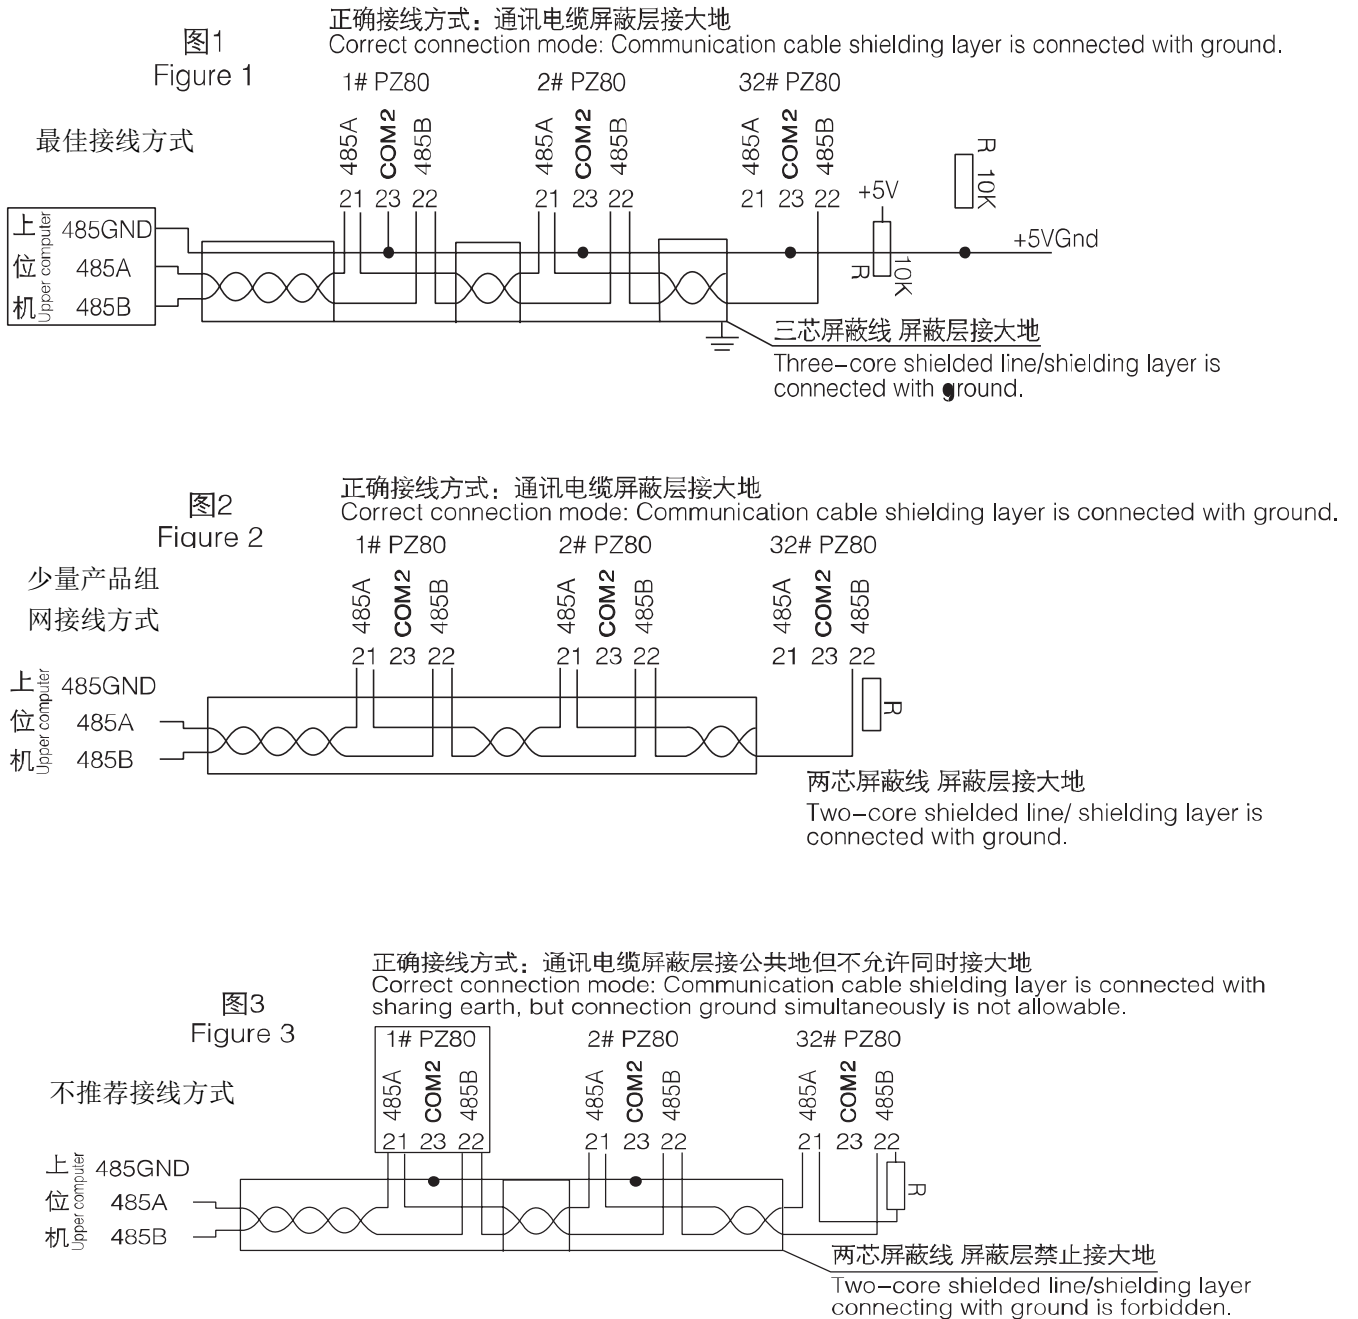 图1
Figure 1
正确接线方式：通讯电缆屏蔽层接大地
Correct connection mode: Communication cable shielding layer is connected with ground.
最佳接线方式
1# PZ80
2# PZ80
32# PZ80
485A
COM2
485B
485A
COM2
485B
485A
COM2
485B
21 23 22
21 23 22
21 23 22
+5V
R 10K
R
10K
+5VGnd
上位机
Upper computer
485GND
485A
485B
三芯屏蔽线 屏蔽层接大地
Three–core shielded line/shielding layer is
connected with ground.
图2
Figure 2
正确接线方式：通讯电缆屏蔽层接大地
Correct connection mode: Communication cable shielding layer is connected with ground.
少量产品组
网接线方式
1# PZ80
2# PZ80
32# PZ80
485A
COM2
485B
485A
COM2
485B
485A
COM2
485B
21 23 22
21 23 22
21 23 22
R
上位机
Upper computer
485GND
485A
485B
两芯屏蔽线 屏蔽层接大地
Two–core shielded line/ shielding layer is
connected with ground.
图3
Figure 3
正确接线方式：通讯电缆屏蔽层接公共地但不允许同时接大地
Correct connection mode: Communication cable shielding layer is connected with
sharing earth, but connection ground simultaneously is not allowable.
不推荐接线方式
1# PZ80
2# PZ80
32# PZ80
485A
COM2
485B
485A
COM2
485B
485A
COM2
485B
21 23 22
21 23 22
21 23 22
R
上位机
Upper computer
485GND
485A
485B
两芯屏蔽线 屏蔽层禁止接大地
Two–core shielded line/shielding layer
connecting with ground is forbidden.